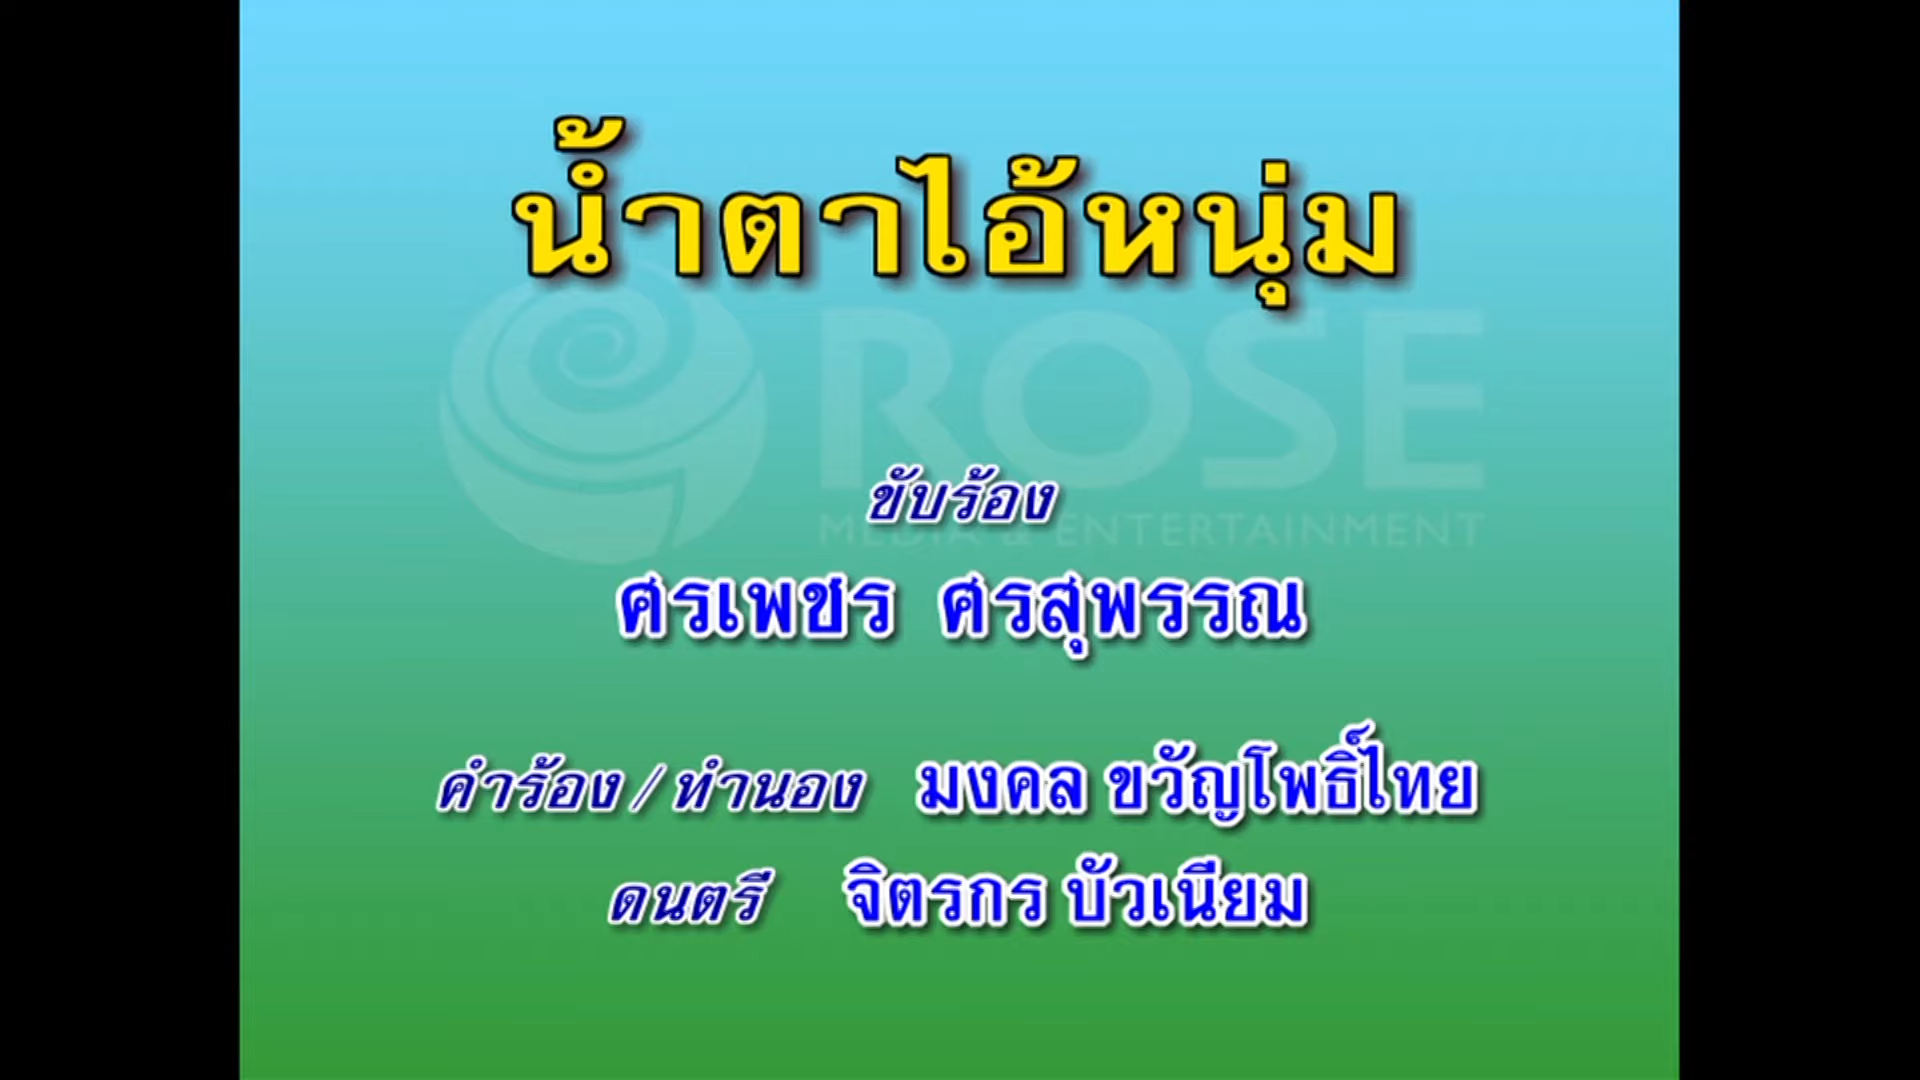 น้ำตาไอ้หนุ่ม
ROSE
MEDIA & ENTERTAINMENT
ขับร้อง
ศรเพชร ศรสุพรรณ
คำร้อง / ทำนอง มงคล ขวัญโพธิ์ไทย
ดนตรี จิตรกร บัวเนียม